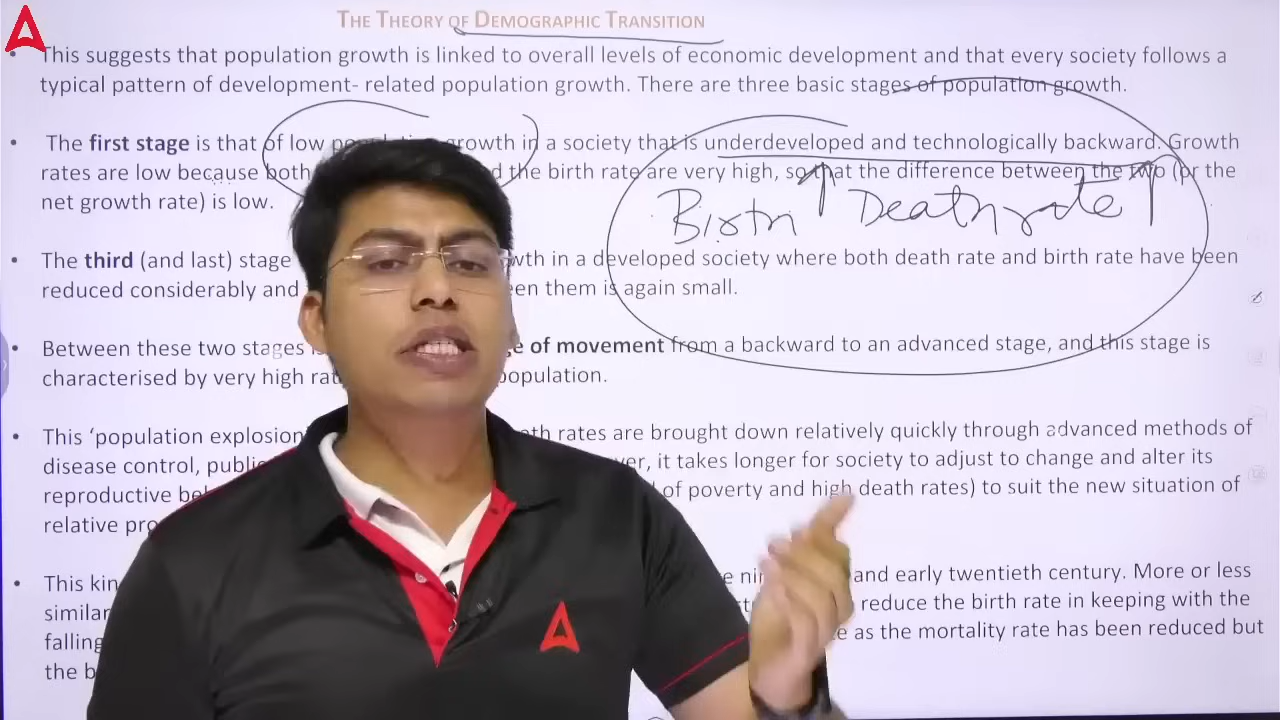 THE THEORY OF DEMOGRAPHIC TRANSITION
• This suggests that population growth is linked to overall levels of economic development and that every society follows a
typical pattern of development- related population growth. There are three basic stages of population growth.
• The first stage is that of low growth in a society that is underdeveloped and technologically backward. Growth
rates are low because both the birth rate are very high, so that the difference between the two (or the
Birth ↑ Death rate ↑
net growth rate) is low.
• The third (and last) stage in a developed society where both death rate and birth rate have been
reduced considerably and them is again small.
• Between these two stages of movement from a backward to an advanced stage, and this stage is
characterised by very high population.
• This ‘population explosion rates are brought down relatively quickly through advanced methods of
disease control, it takes longer for society to adjust to change and alter its
reproductive of poverty and high death rates) to suit the new situation of
relative
• This and early twentieth century. More or less
reduce the birth rate in keeping with the
falling as the mortality rate has been reduced but
the